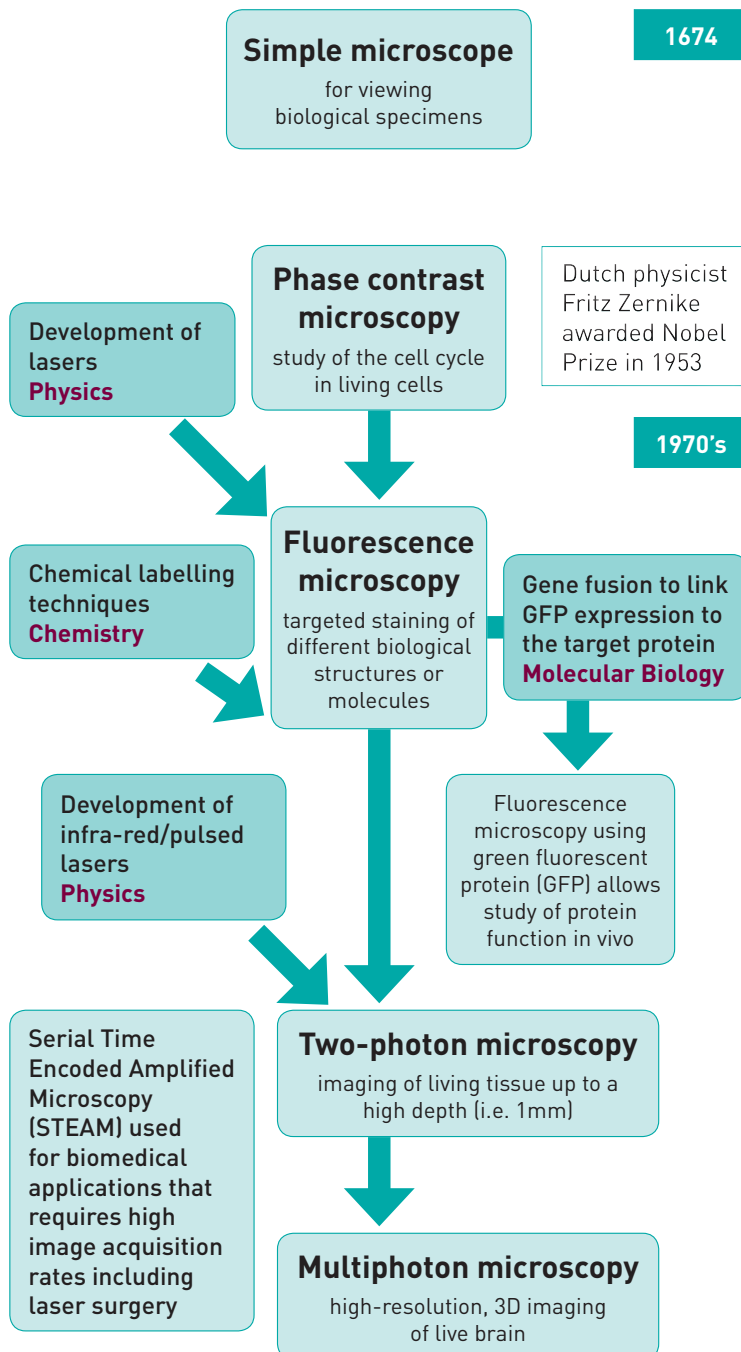 Simple microscope
for viewing
biological specimens
1674
Phase contrast
microscopy
study of the cell cycle
in living cells
Dutch physicist
Fritz Zernike
awarded Nobel
Prize in 1953
Development of
lasers
Physics
1970's
Fluorescence
microscopy
targeted staining of
different biological
structures or
molecules
Chemical labelling
techniques
Chemistry
Gene fusion to link
GFP expression to
the target protein
Molecular Biology
Development of
infra-red/pulsed
lasers
Physics
Fluorescence
microscopy using
green fluorescent
protein (GFP) allows
study of protein
function in vivo
Serial Time
Encoded Amplified
Microscopy
(STEAM) used
for biomedical
applications that
requires high
image acquisition
rates including
laser surgery
Two-photon microscopy
imaging of living tissue up to a
high depth (i.e. 1mm)
Multiphoton microscopy
high-resolution, 3D imaging
of live brain